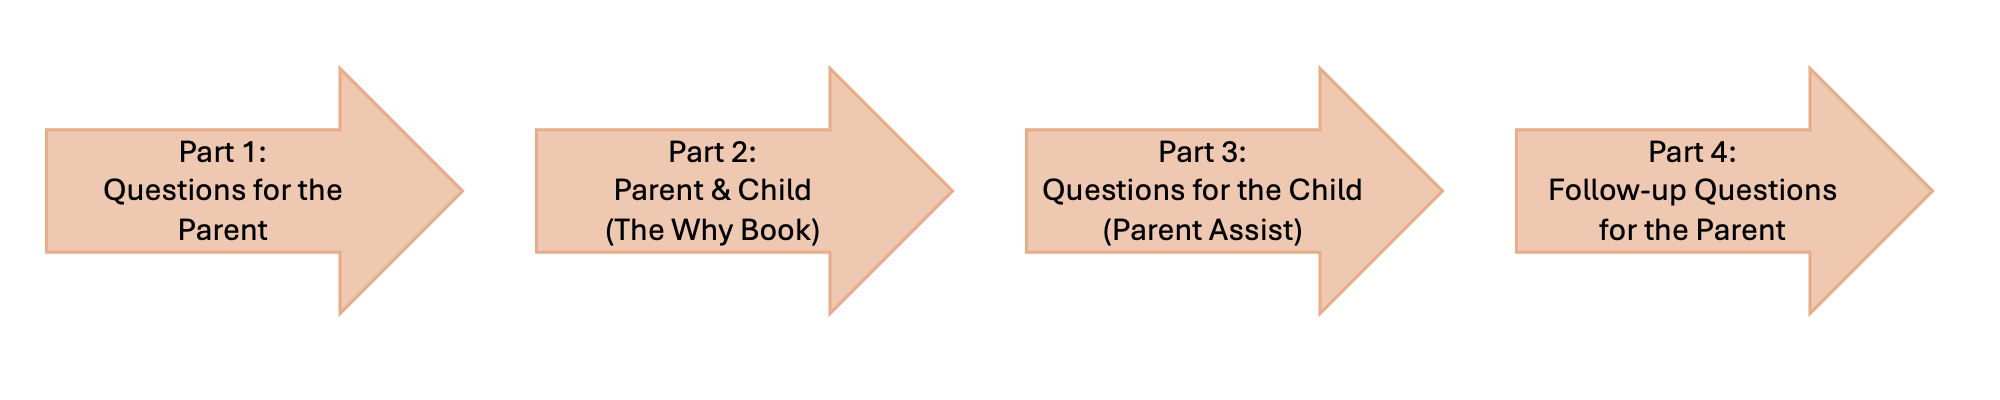 Part 1:
Questions for the
Parent
Part 2:
Parent & Child
(The Why Book)
Part 3:
Questions for the Child
(Parent Assist)
Part 4:
Follow-up Questions
for the Parent